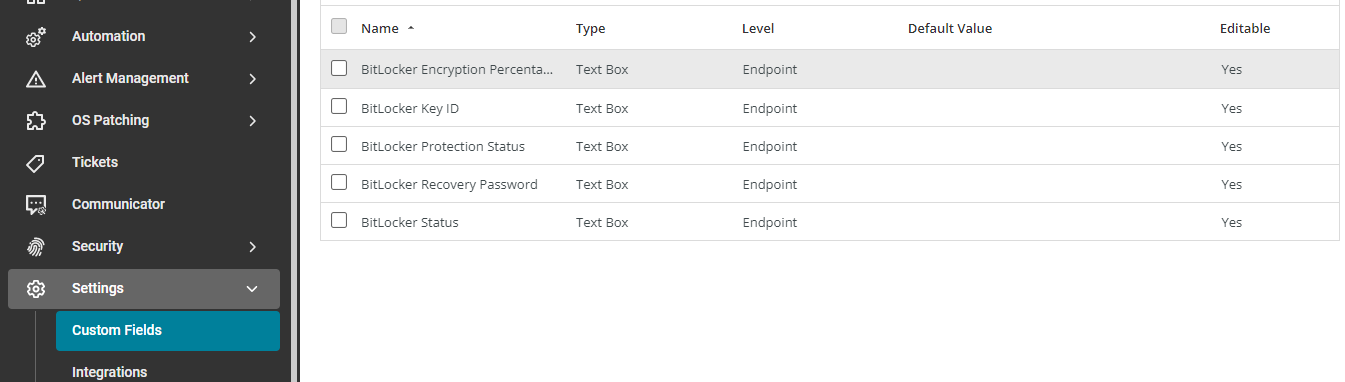 Automation
Alert Management
OS Patching
Tickets
Communicator
Security
Settings
Custom Fields
Integrations
Name Type Level Default Value Editable
BitLocker Encryption Percenta... Text Box Endpoint Yes
BitLocker Key ID Text Box Endpoint Yes
BitLocker Protection Status Text Box Endpoint Yes
BitLocker Recovery Password Text Box Endpoint Yes
BitLocker Status Text Box Endpoint Yes